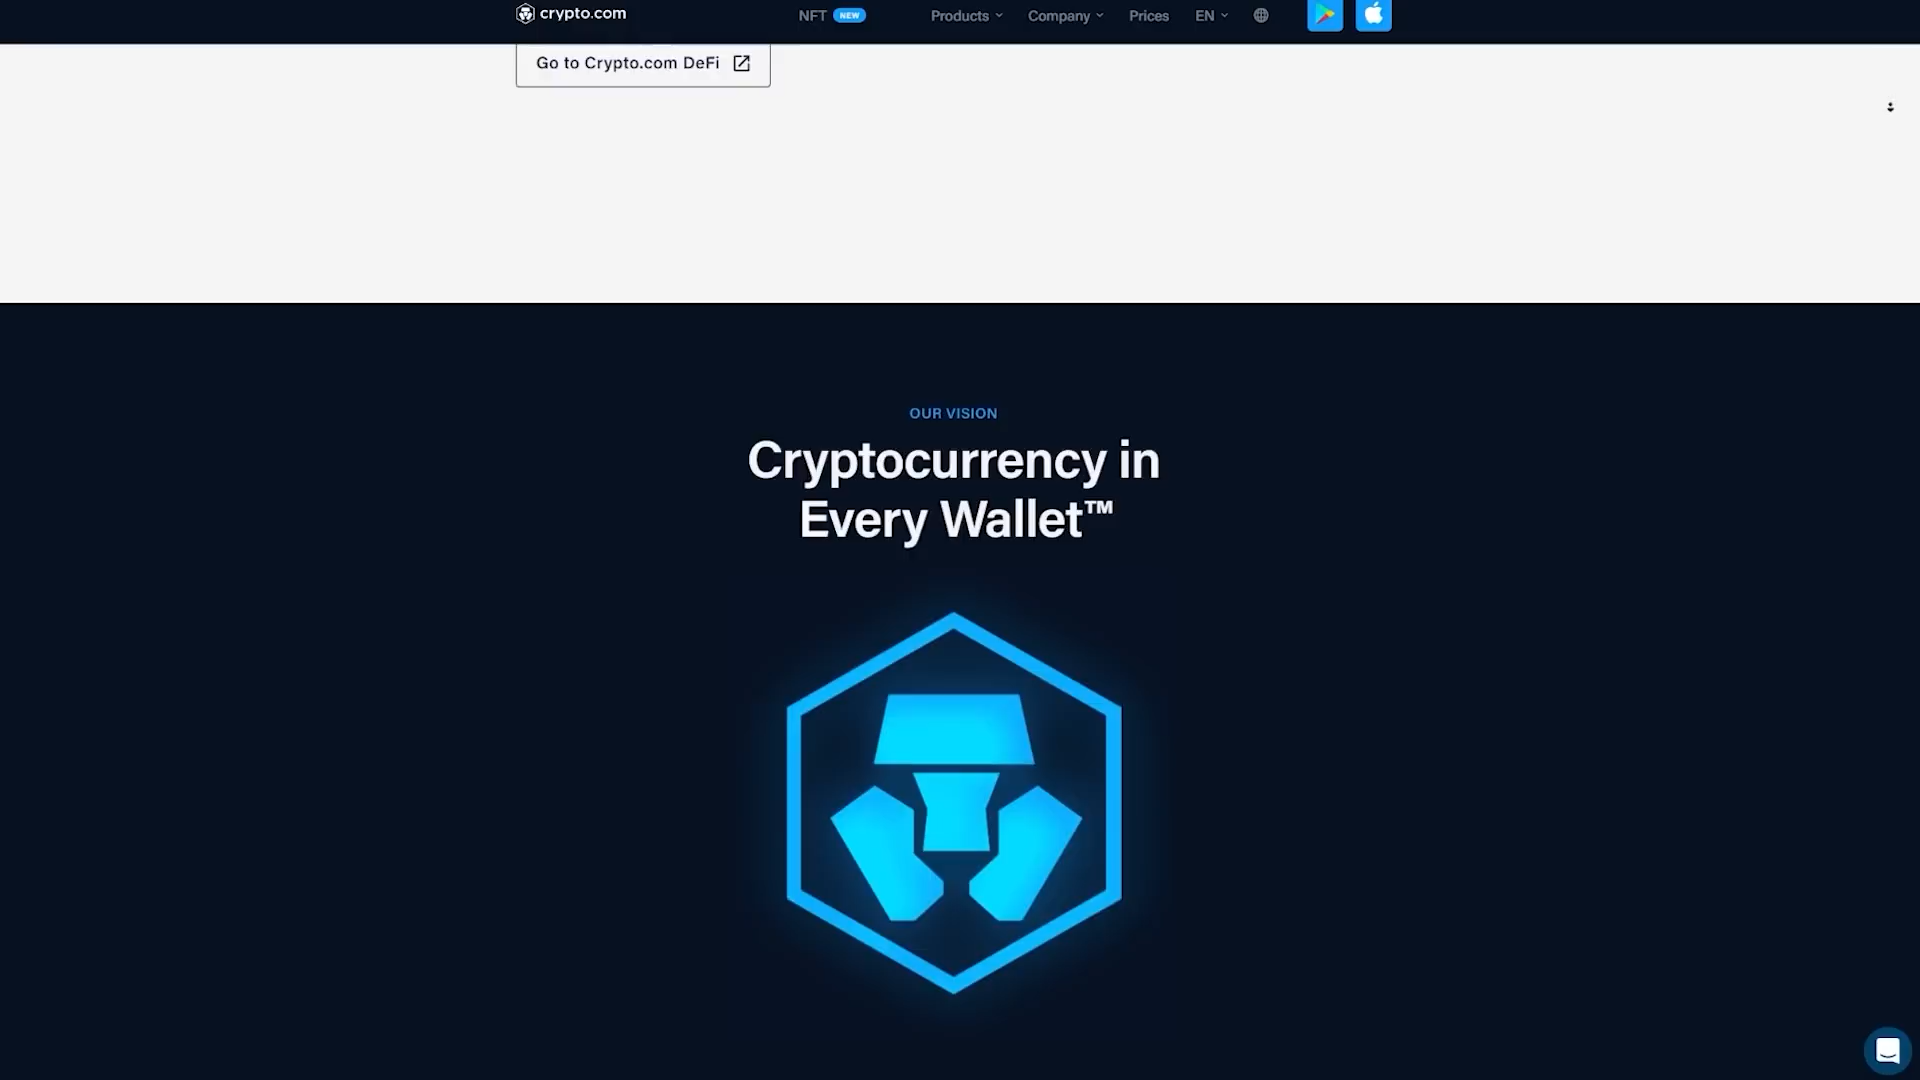 crypto.com
NFT NEW
Products
Company
Prices
EN
Go to Crypto.com DeFi
OUR VISION
Cryptocurrency in
Every Wallet™